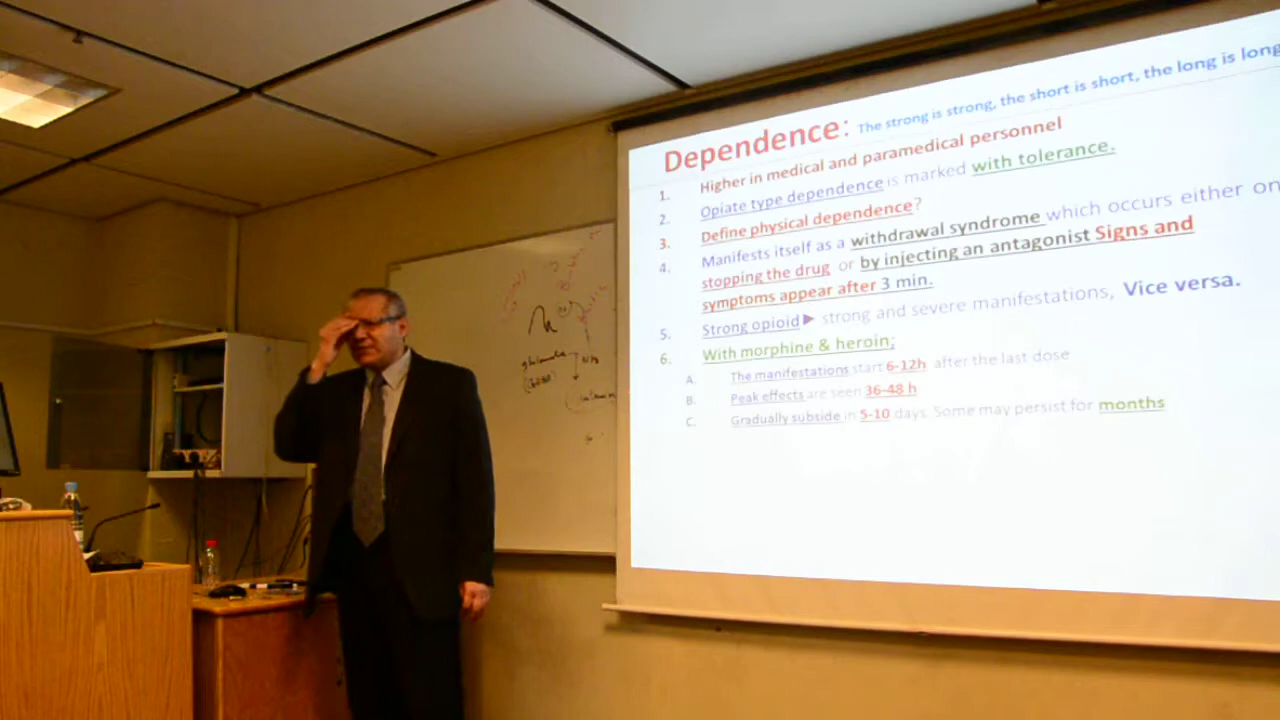 Dependence: The strong is strong, the short is short, the long is long
1. Higher in medical and paramedical personnel
2. Opiate type dependence is marked with tolerance.
3. Define physical dependence?
4. Manifests itself as a withdrawal syndrome which occurs either on
stopping the drug or by injecting an antagonist Signs and
symptoms appear after 3 min.
5. Strong opioid► strong and severe manifestations, Vice versa.
6. With morphine & heroin;
A. The manifestations start 6-12h after the last dose
B. Peak effects are seen 36-48 h
C. Gradually subside in 5-10 days. Some may persist for months